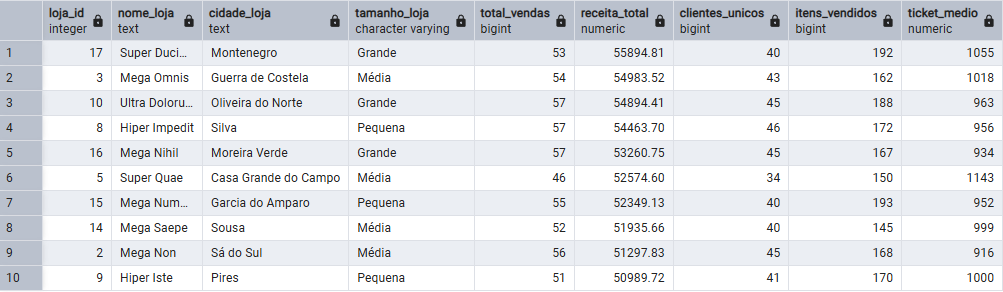 loja_id nome_loja cidade_loja tamanho_loja total_vendas receita_total clientes_unicos itens_vendidos ticket_medio
integer text text character varying bigint numeric bigint bigint numeric
1 17 Super Duci... Montenegro Grande 53 55894.81 40 192 1055
2 3 Mega Omnis Guerra de Costela Média 54 54983.52 43 162 1018
3 10 Ultra Doloru... Oliveira do Norte Grande 57 54894.41 45 188 963
4 8 Hiper Impedit Silva Pequena 57 54463.70 46 172 956
5 16 Mega Nihil Moreira Verde Grande 57 53260.75 45 167 934
6 5 Super Quae Casa Grande do Campo Média 46 52574.60 34 150 1143
7 15 Mega Num... Garcia do Amparo Pequena 55 52349.13 40 193 952
8 14 Mega Saepe Sousa Média 52 51935.66 40 145 999
9 2 Mega Non Sá do Sul Média 56 51297.83 45 168 916
10 9 Hiper Iste Pires Pequena 51 50989.72 41 170 1000